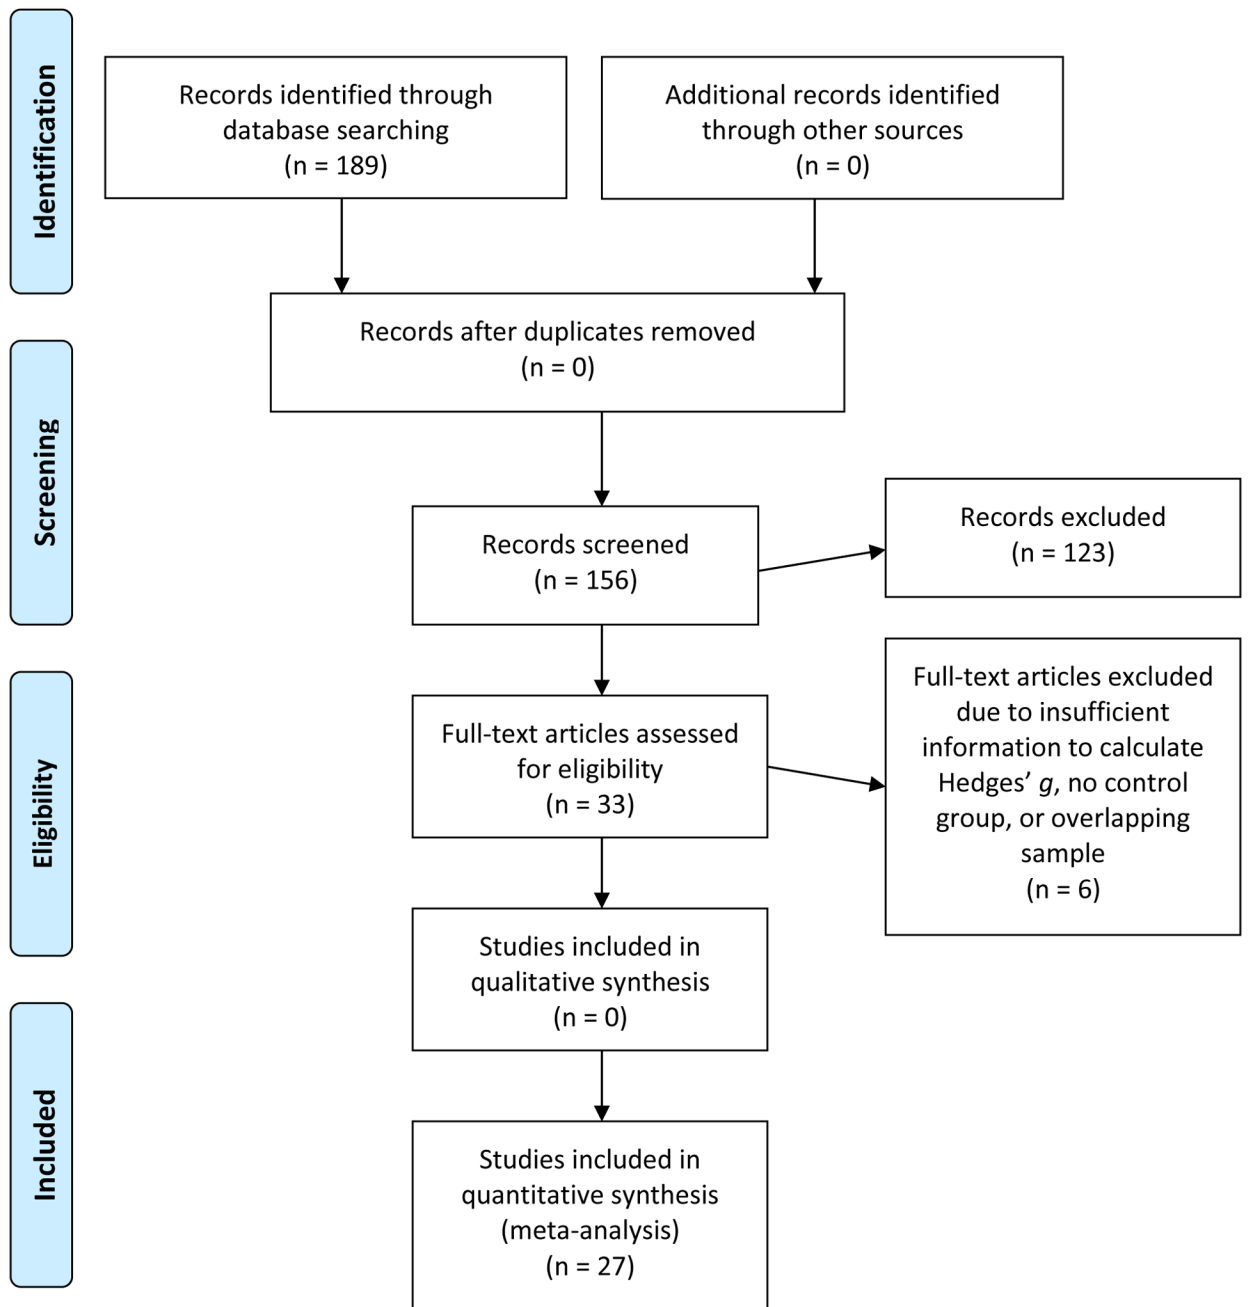 Identification
Records identified through
database searching
(n = 189)
Additional records identified
through other sources
(n = 0)
Records after duplicates removed
(n = 0)
Screening
Records screened
(n = 156)
Records excluded
(n = 123)
Eligibility
Full-text articles assessed
for eligibility
(n = 33)
Full-text articles excluded
due to insufficient
information to calculate
Hedges’ g, no control
group, or overlapping
sample
(n = 6)
Studies included in
qualitative synthesis
(n = 0)
Included
Studies included in
quantitative synthesis
(meta-analysis)
(n = 27)